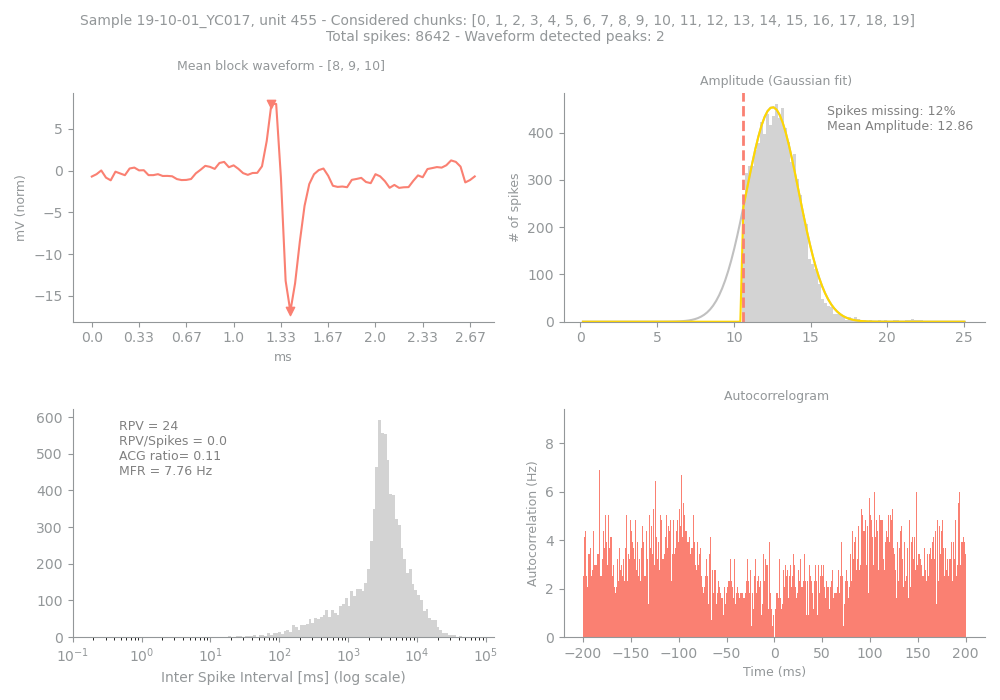 Sample 19-10-01_YC017, unit 455 - Considered chunks: [0, 1, 2, 3, 4, 5, 6, 7, 8, 9, 10, 11, 12, 13, 14, 15, 16, 17, 18, 19]
Total spikes: 8642 - Waveform detected peaks: 2
Mean block waveform - [8, 9, 10]
5
0
−5
−10
−15
mV (norm)
0.0 0.33 0.67 1.0 1.33 1.67 2.0 2.33 2.67
ms
Amplitude (Gaussian fit)
Spikes missing: 12%
Mean Amplitude: 12.86
400
300
200
100
0
# of spikes
0 5 10 15 20 25
RPV = 24
RPV/Spikes = 0.0
ACG ratio= 0.11
MFR = 7.76 Hz
600
500
400
300
200
100
0
10⁻¹ 10⁰ 10¹ 10² 10³ 10⁴ 10⁵
Inter Spike Interval [ms] (log scale)
Autocorrelogram
8
6
4
2
0
Autocorrelation (Hz)
−200 −150 −100 −50 0 50 100 150 200
Time (ms)